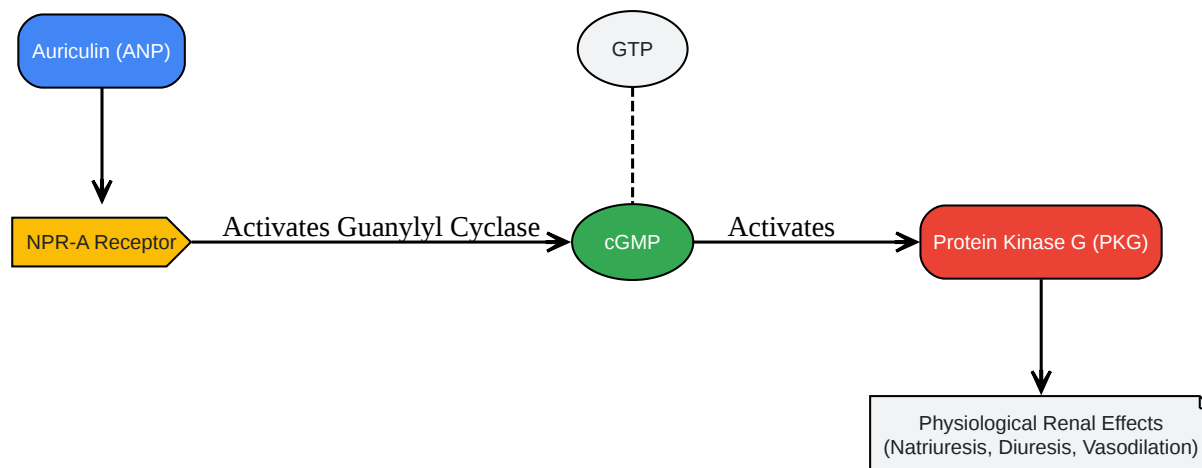 Auriculin (ANP)
GTP
NPR-A Receptor
Activates Guanylyl Cyclase
cGMP
Activates
Protein Kinase G (PKG)
Physiological Renal Effects
(Natriuresis, Diuresis, Vasodilation)